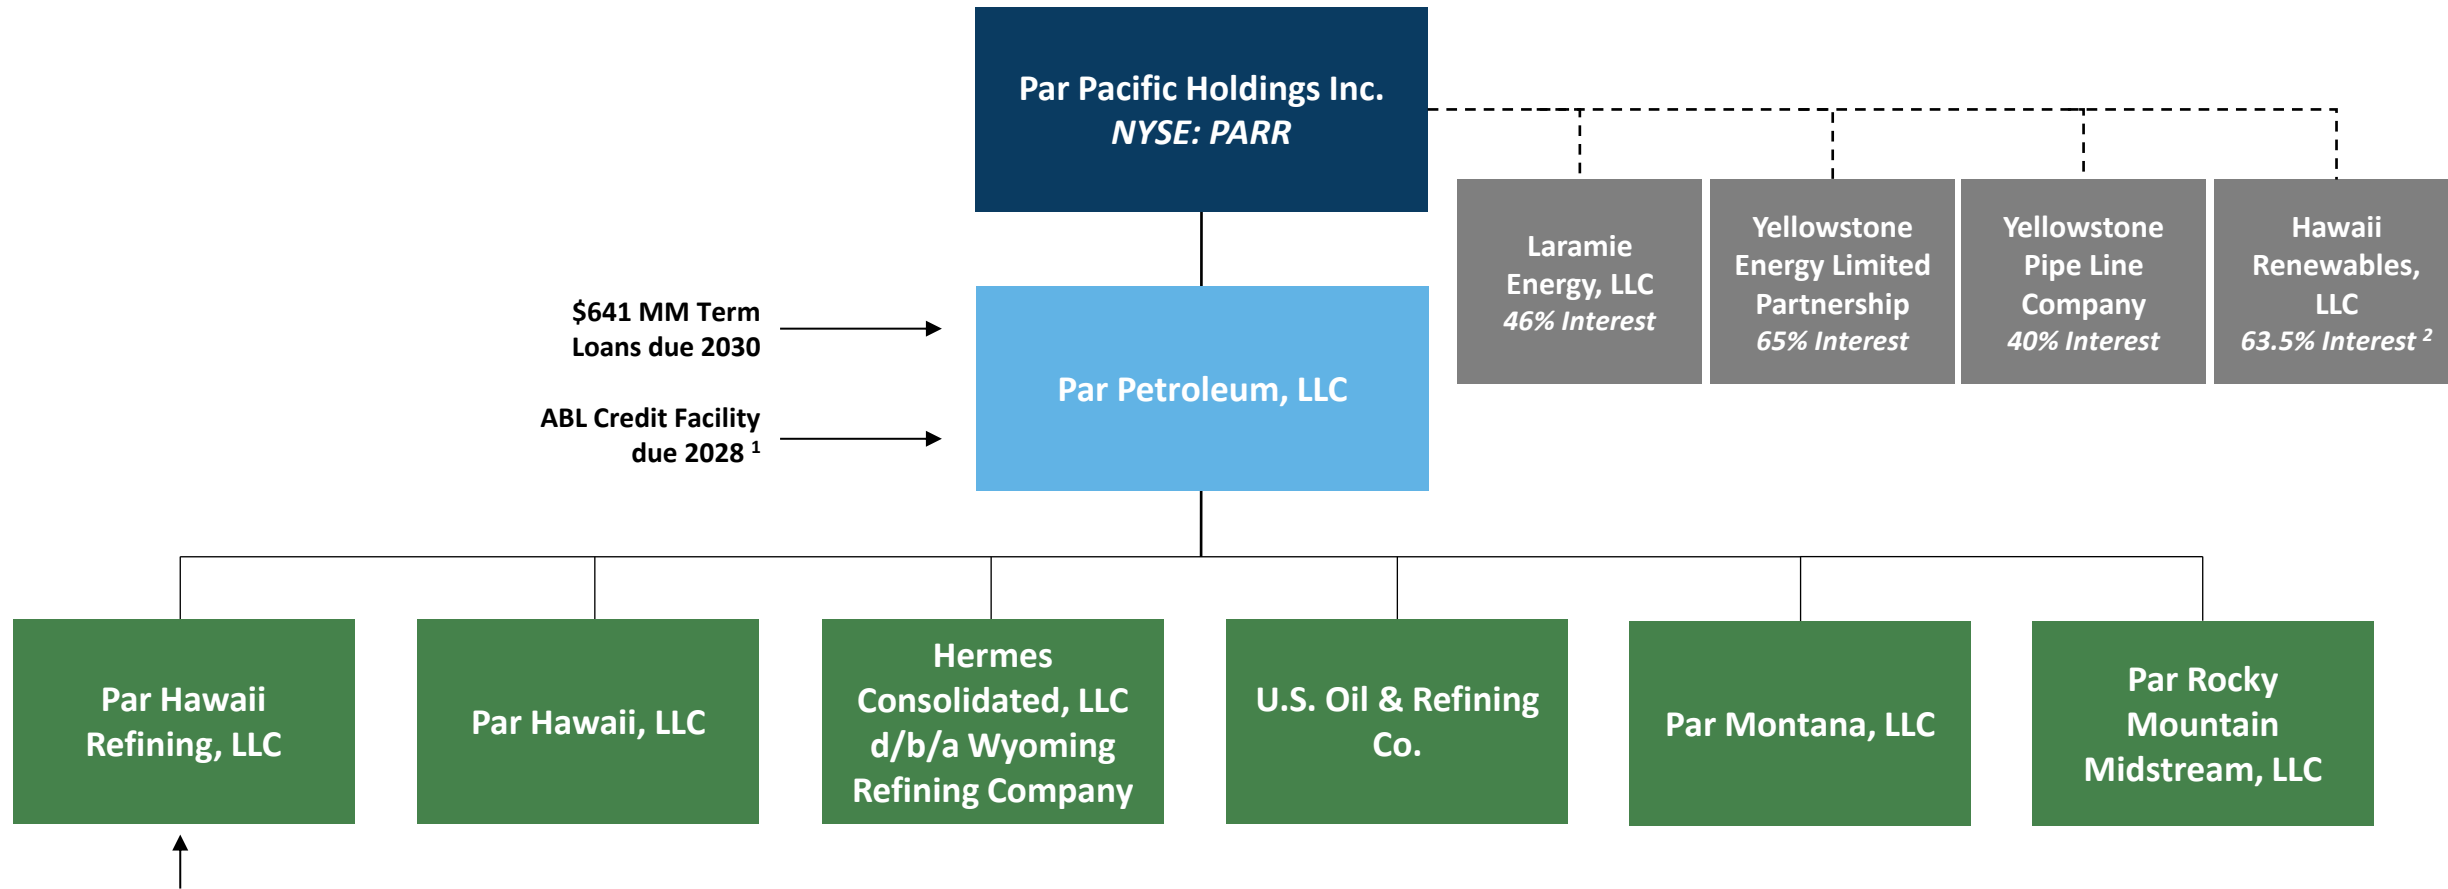 Par Pacific Holdings Inc.
NYSE: PARR
Laramie
Energy, LLC
46% Interest
Yellowstone
Energy Limited
Partnership
65% Interest
Yellowstone
Pipe Line
Company
40% Interest
Hawaii
Renewables,
LLC
63.5% Interest 2
$641 MM Term
Loans due 2030
ABL Credit Facility
due 2028 1
Par Petroleum, LLC
Par Hawaii
Refining, LLC
Par Hawaii, LLC
Hermes
Consolidated, LLC
d/b/a Wyoming
Refining Company
U.S. Oil & Refining
Co.
Par Montana, LLC
Par Rocky
Mountain
Midstream, LLC